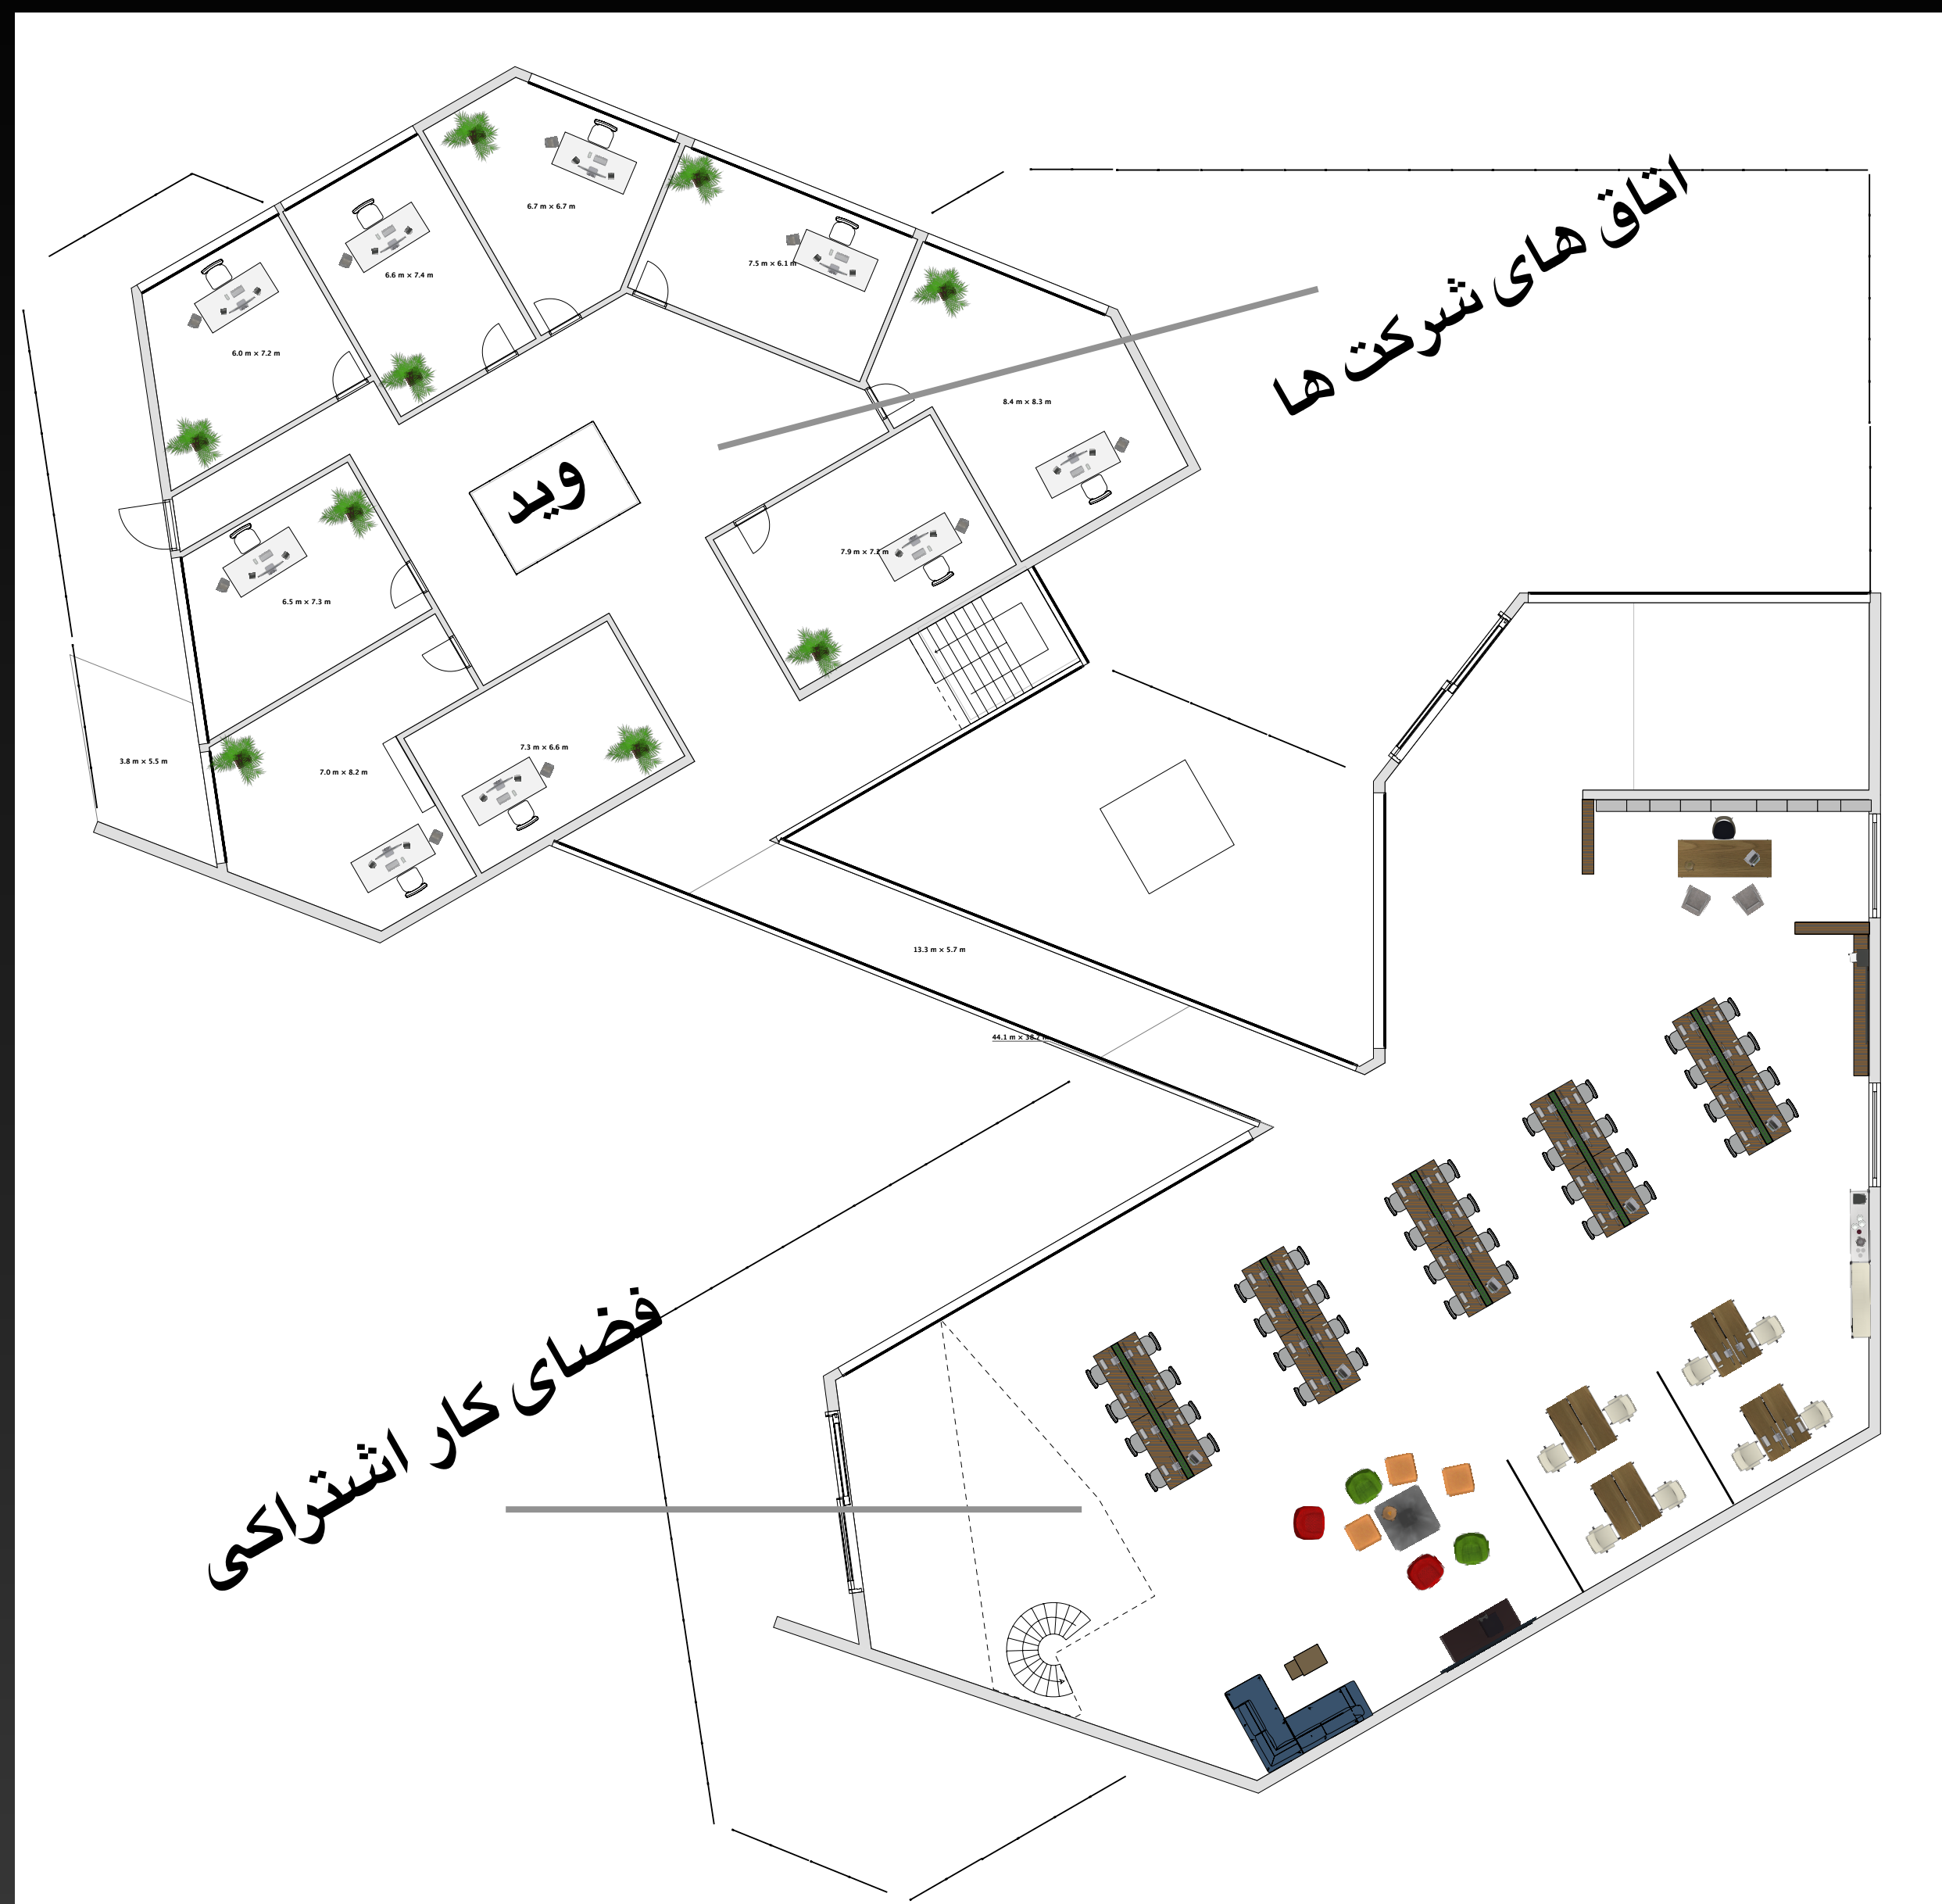 6.7 m × 6.7 m
اتاق های شرکت ها
7.5 m × 6.1 m
6.6 m × 7.4 m
6.0 m × 7.2 m
8.4 m × 8.3 m
وید
7.9 m × 7.2 m
6.5 m × 7.3 m
7.3 m × 6.6 m
3.8 m × 5.5 m
7.0 m × 8.2 m
13.3 m × 5.7 m
44.1 m ×
فضای کار اشتراکی